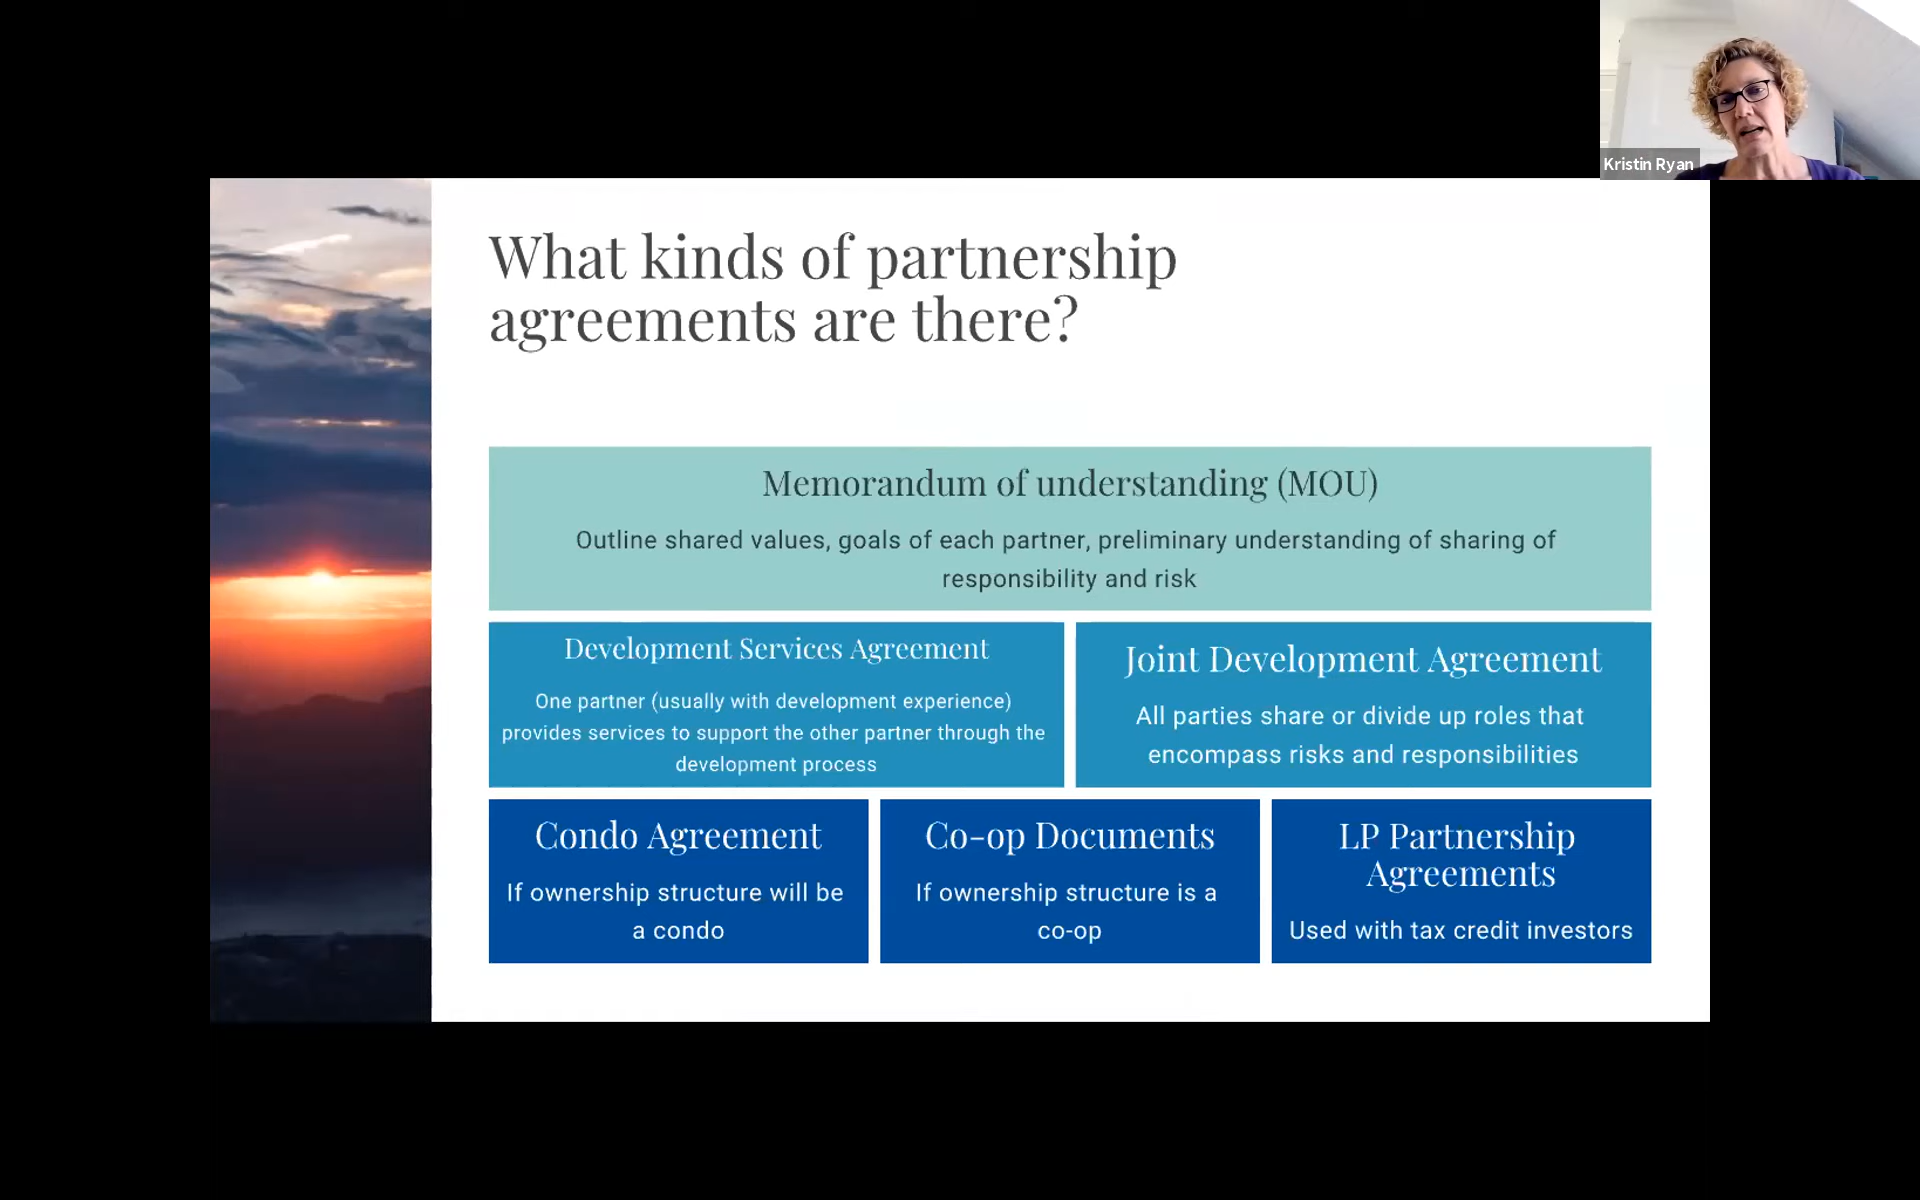 Kristin Ryan
What kinds of partnership
agreements are there?
Memorandum of understanding (MOU)
Outline shared values, goals of each partner, preliminary understanding of sharing of
responsibility and risk
Development Services Agreement
One partner (usually with development experience)
provides services to support the other partner through the
development process
Joint Development Agreement
All parties share or divide up roles that
encompass risks and responsibilities
Condo Agreement
If ownership structure will be
a condo
Co-op Documents
If ownership structure is a
co-op
LP Partnership
Agreements
Used with tax credit investors